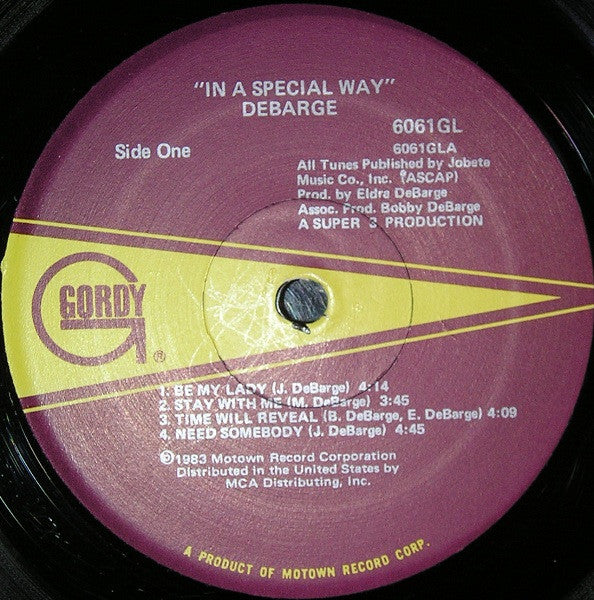 "IN A SPECIAL WAY"
DEBARGE
Side One
6061GL
6061GLA
All Tunes Published by Jobete
Music Co., Inc. (ASCAP)
Prod. by Eldra DeBarge
Assoc. Prod. Bobby DeBarge
A SUPER 3 PRODUCTION
GORDY
®
1. BE MY LADY (J. DeBarge) 4:14
2. STAY WITH ME (M. DeBarge) 3:45
3. TIME WILL REVEAL (B. DeBarge, E. DeBarge) 4:09
4. NEED SOMEBODY (J. DeBarge) 4:45
℗1983 Motown Record Corporation
Distributed in the United States by
MCA Distributing, Inc.
A PRODUCT OF MOTOWN RECORD CORP.